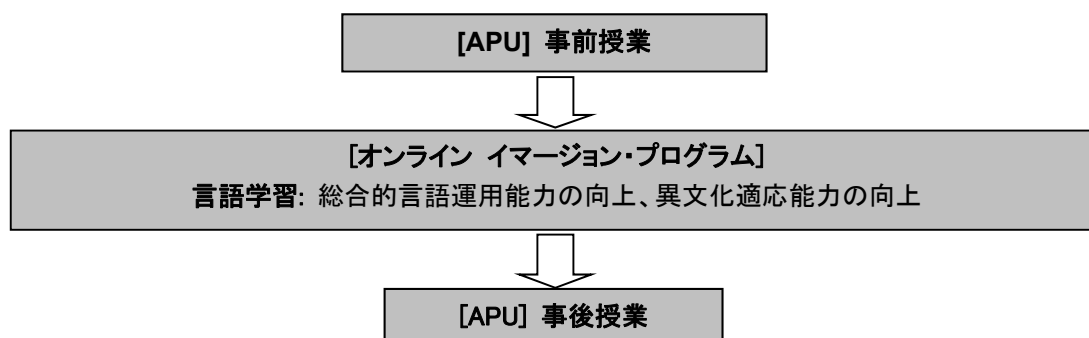 [APU] 事前授業
[オンライン イマージョン・プログラム]
言語学習: 総合的言語運用能力の向上、異文化適応能力の向上
[APU] 事後授業